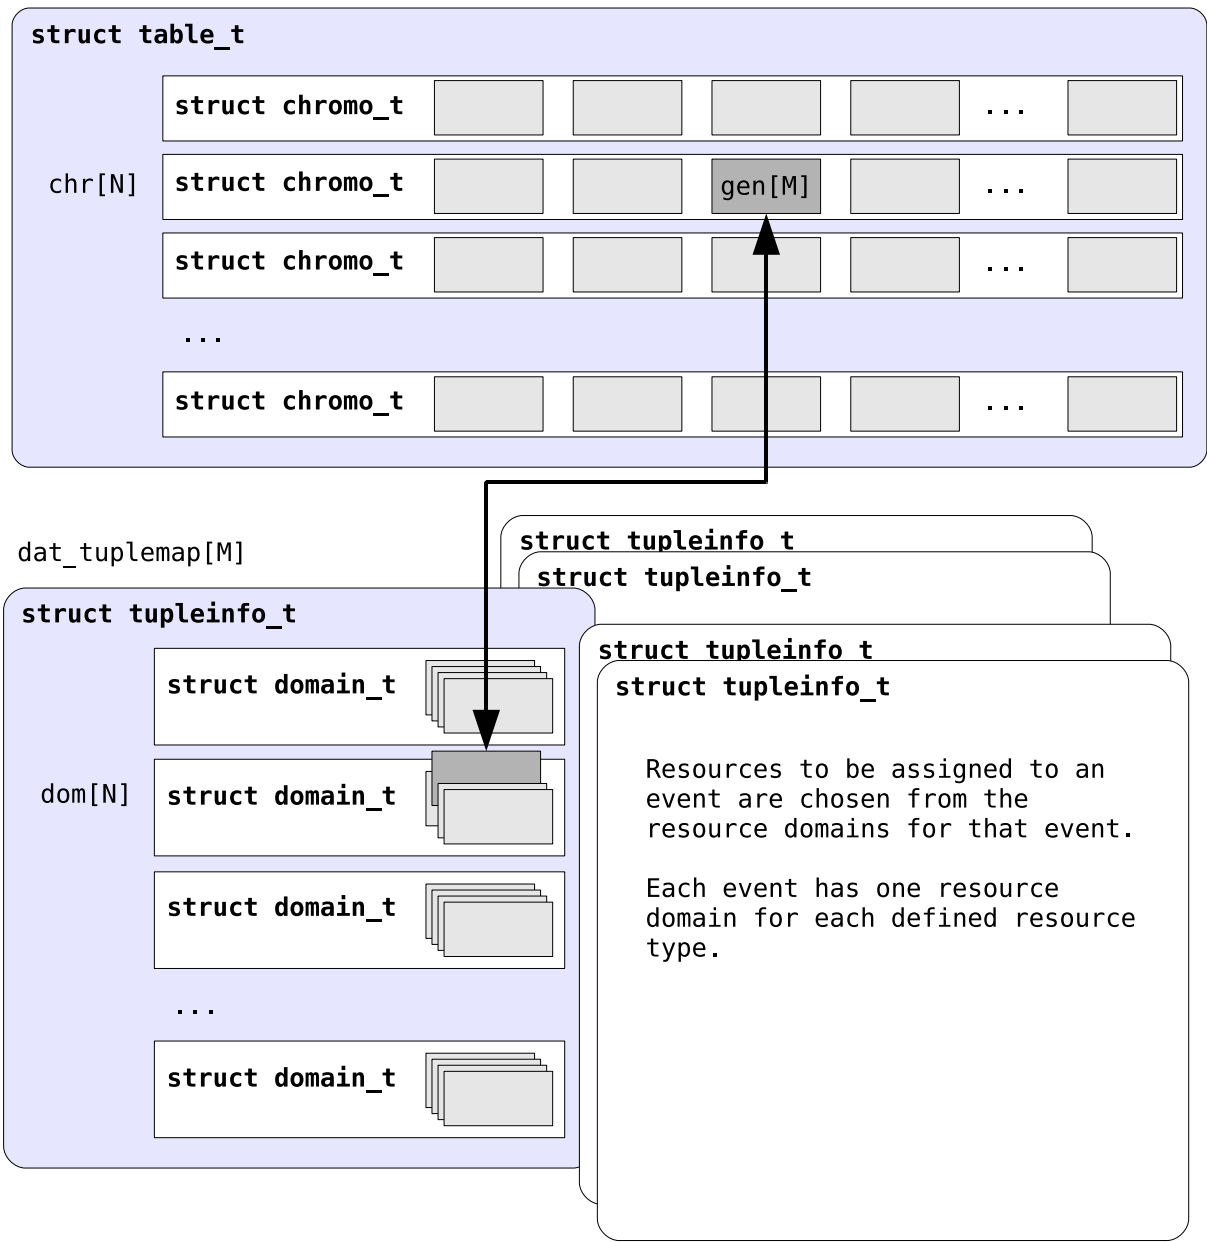 struct table_t
struct chromo_t ...
chr[N] struct chromo_t gen[M] ...
struct chromo_t ...
...
struct chromo_t ...
dat_tuplemap[M]
struct tupleinfo_t
struct tupleinfo_t
struct tupleinfo_t
struct domain_t
dom[N] struct domain_t
struct domain_t
...
struct domain_t
struct tupleinfo_t
struct tupleinfo_t
Resources to be assigned to an
event are chosen from the
resource domains for that event.
Each event has one resource
domain for each defined resource
type.